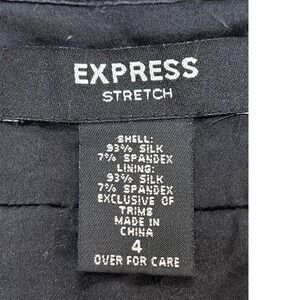 EXPRESS
STRETCH
SHELL:
93% SILK
7% SPANDEX
LINING:
93% SILK
7% SPANDEX
EXCLUSIVE OF
TRIMS
MADE IN
CHINA
4
OVER FOR CARE